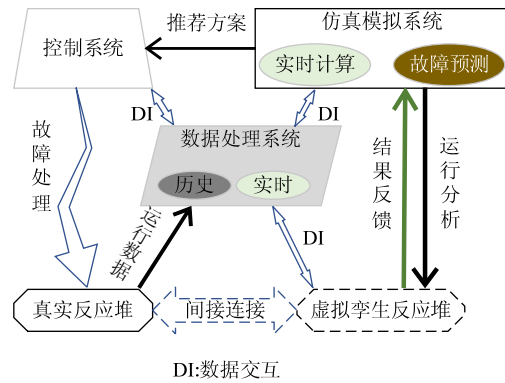 控制系统
推荐方案
仿真模拟系统
实时计算
故障预测
DI
DI
数据处理系统
历史
实时
故障处理
运行数据
DI
结果反馈
运行分析
真实反应堆
间接连接
虚拟孪生反应堆
DI:数据交互